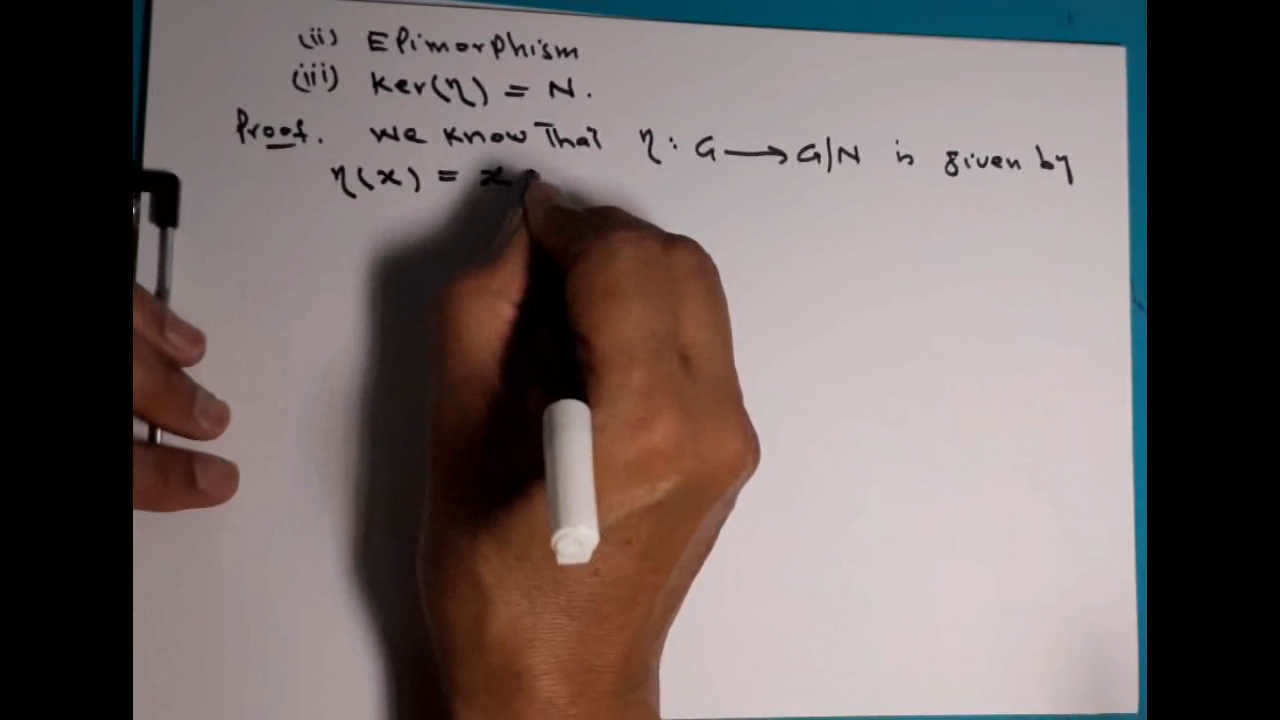 (ii) Epimorphism
(iii) Ker(η) = N.
Proof. We know That η: G ⟶ G/N is given by
η(x) = x